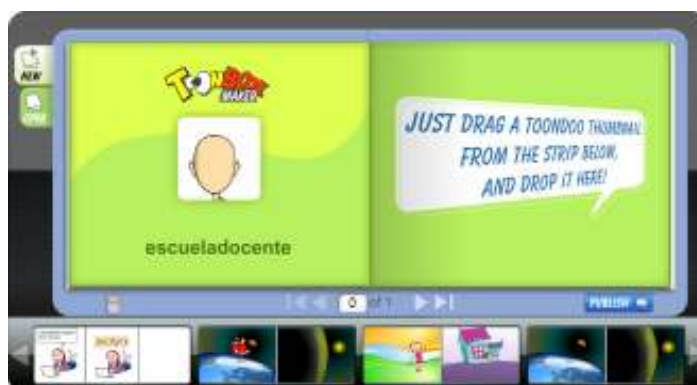 NEW
TOONBOOK
MAKER
JUST DRAG A TOONDOO THUMBNAIL
FROM THE STRIP BELOW,
AND DROP IT HERE!
escueladocente
0 of 1
PUBLISH